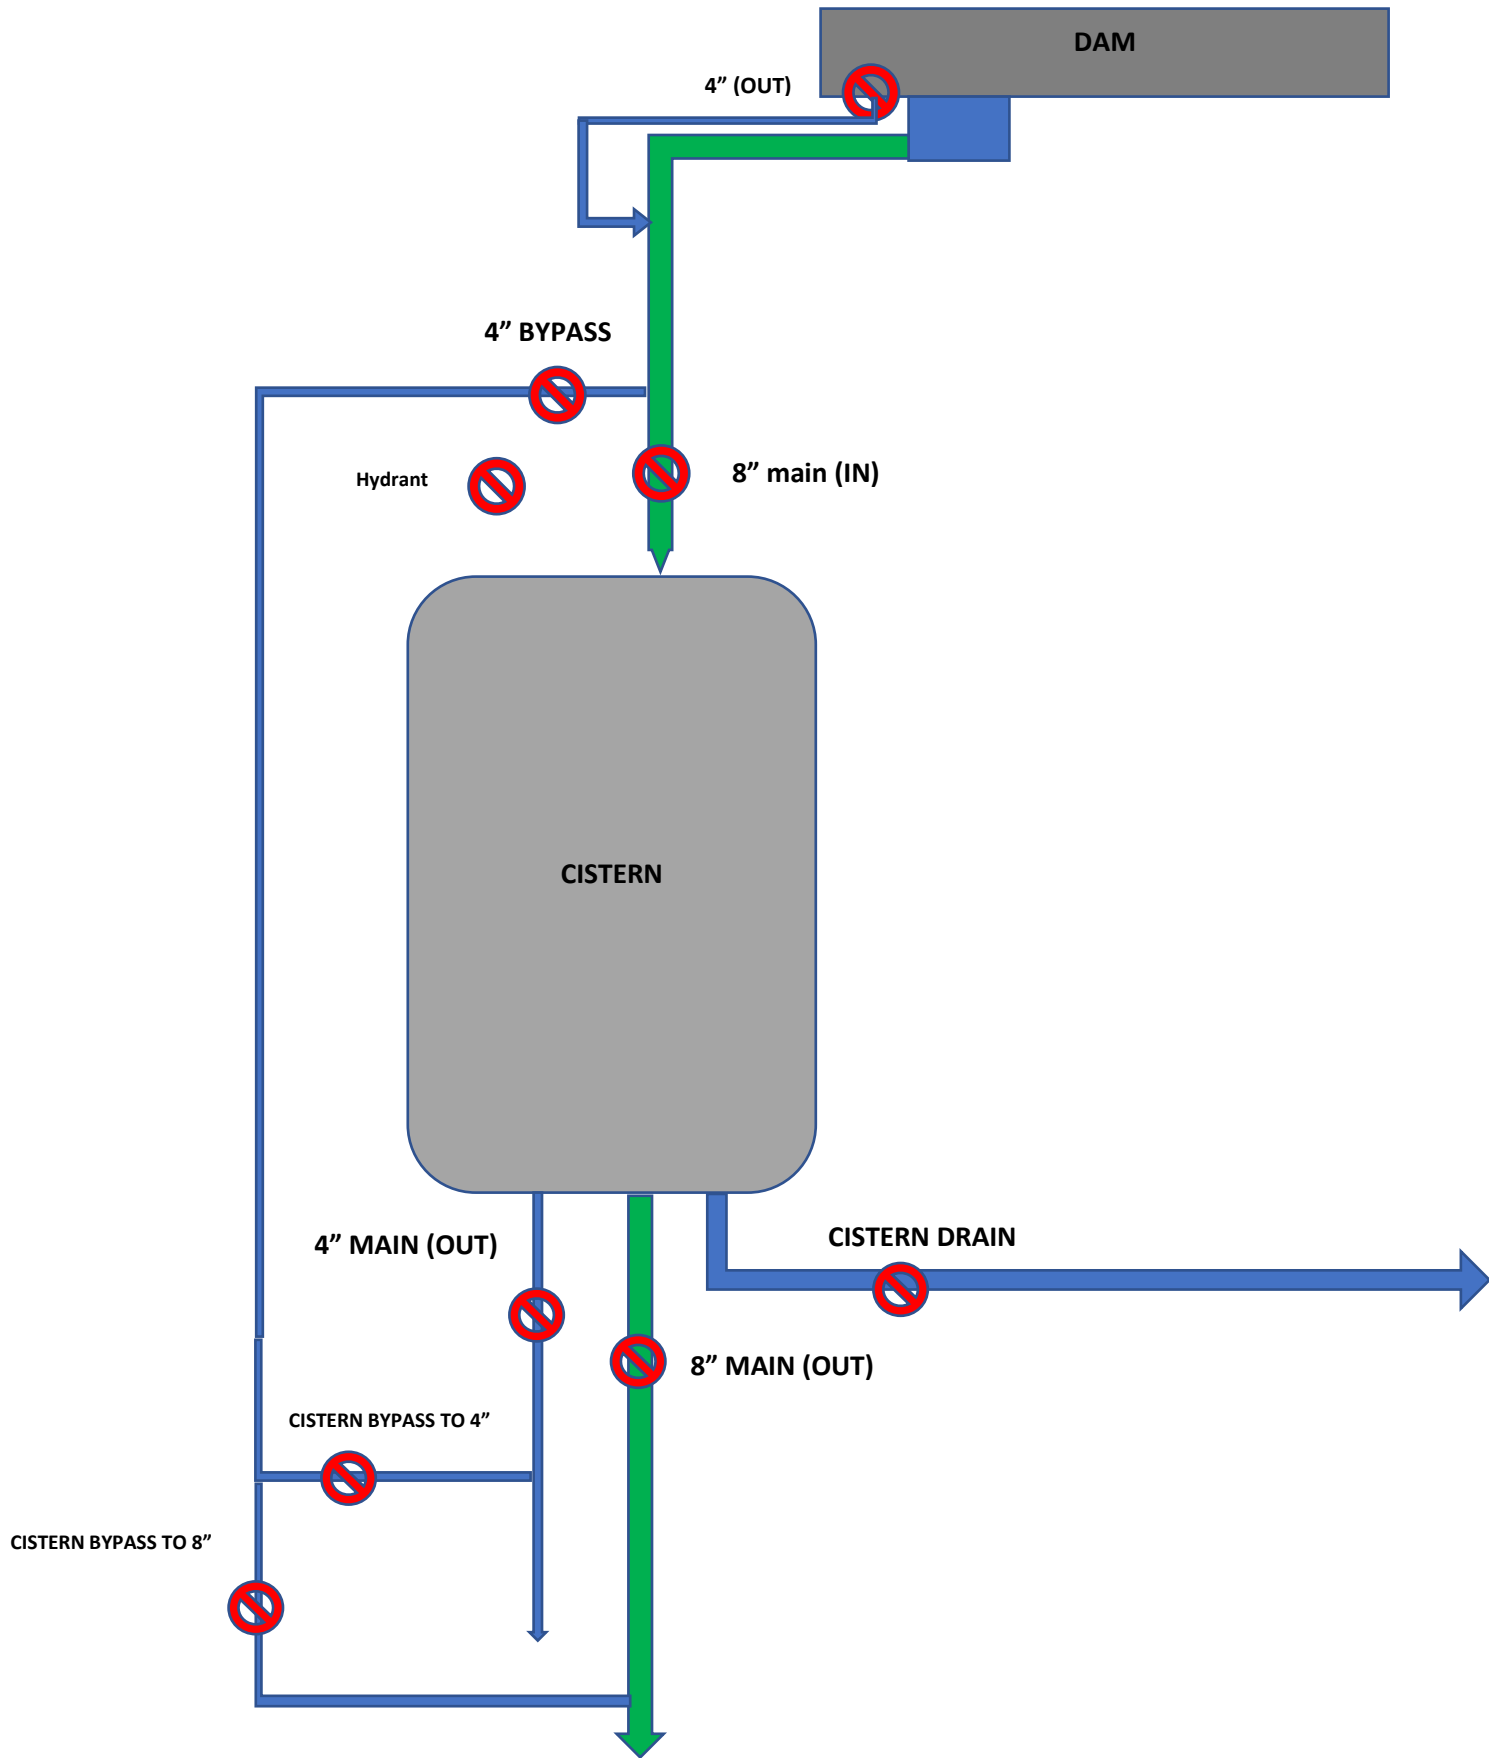 DAM
4” (OUT)
4” BYPASS
Hydrant
8” main (IN)
CISTERN
4” MAIN (OUT)
CISTERN DRAIN
8” MAIN (OUT)
CISTERN BYPASS TO 4”
CISTERN BYPASS TO 8”